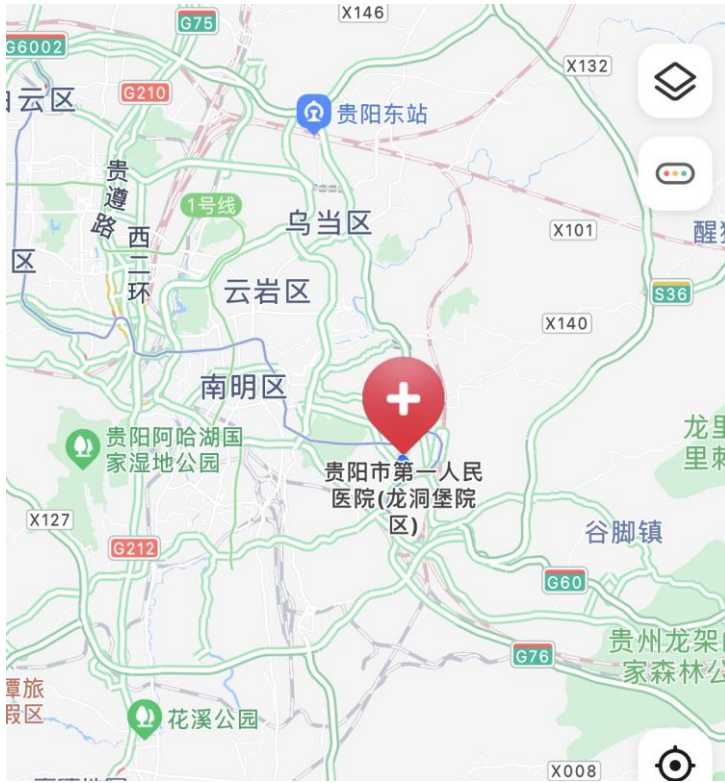 X146
G75
G6002
X132
白云区
G210
贵阳东站
贵遵路
1号线
乌当区
X101
西二环
区
云岩区
S36
X140
南明区
贵阳阿哈湖国
家湿地公园
贵阳市第一人民
医院(龙洞堡院
区)
X127
谷脚镇
G212
G60
贵州龙架
家森林公
G76
花溪公园
X008